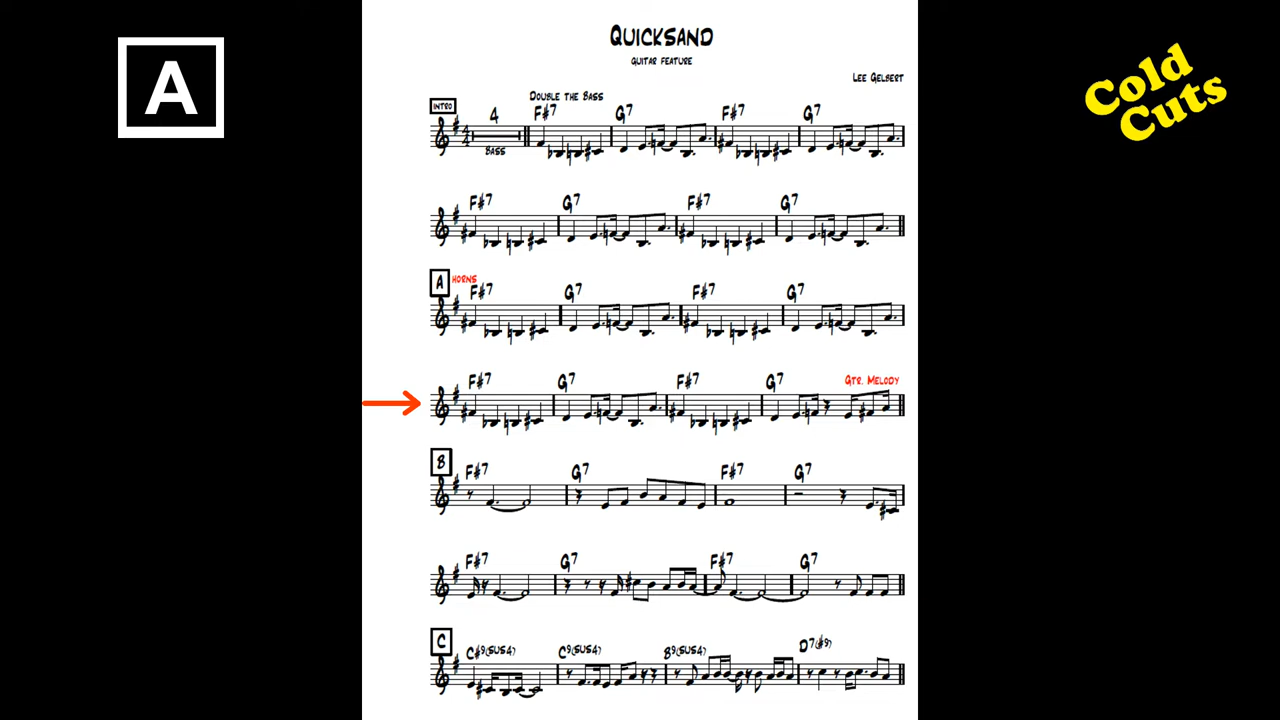 A
Cold
Cuts
QUICKSAND
GUITAR FEATURE
LEE GELBERT
DOUBLE THE BASS
INTRO
4
F#7 G7 F#7 G7
4
4
BASS
F#7 G7 F#7 G7
A HORNS
F#7 G7 F#7 G7
F#7 G7 F#7 G7 GTR. MELODY
B
F#7 G7 F#7 G7
F#7 G7 F#7 G7
C
C#9(SUS4) C9(SUS4) B9(SUS4) D7(#9)